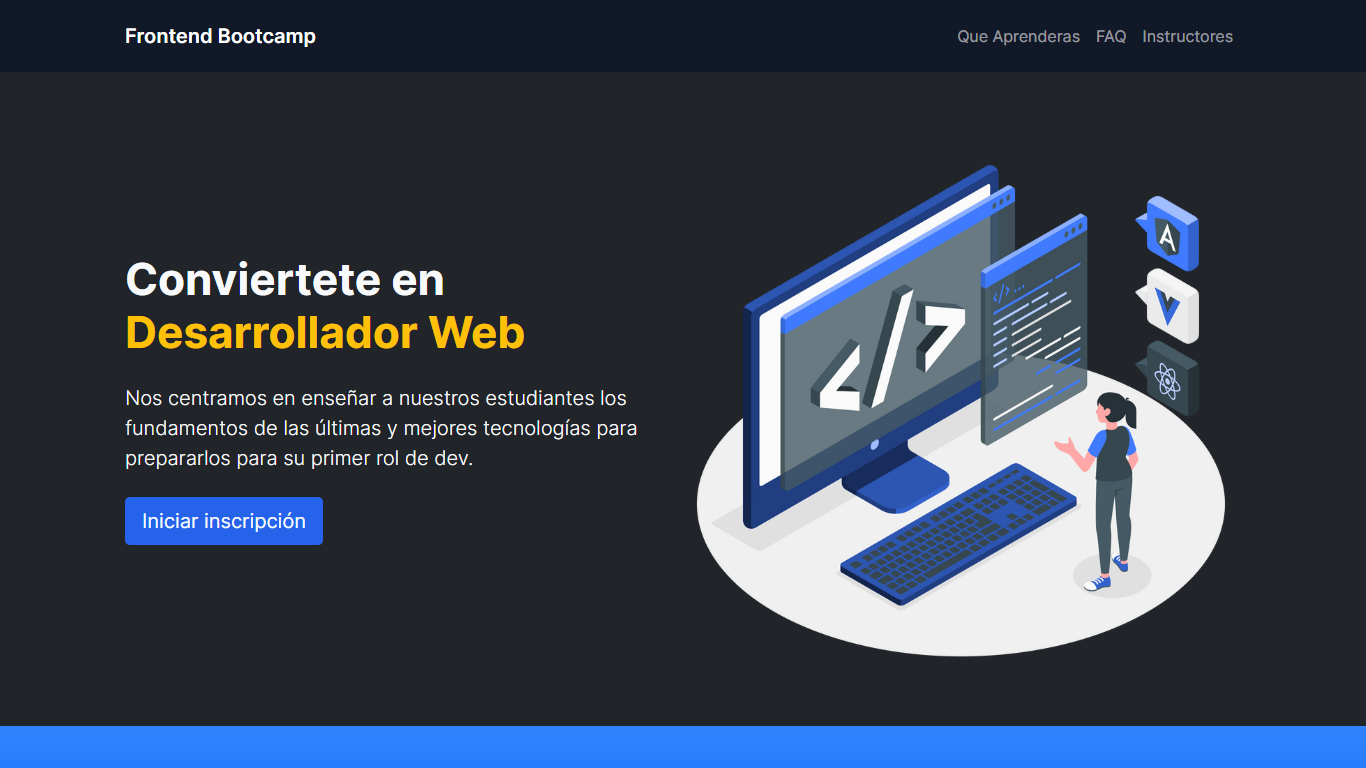 Frontend Bootcamp
Que Aprenderas FAQ Instructores
Conviertete en
Desarrollador Web
Nos centramos en enseñar a nuestros estudiantes los
fundamentos de las últimas y mejores tecnologías para
prepararlos para su primer rol de dev.
Iniciar inscripción